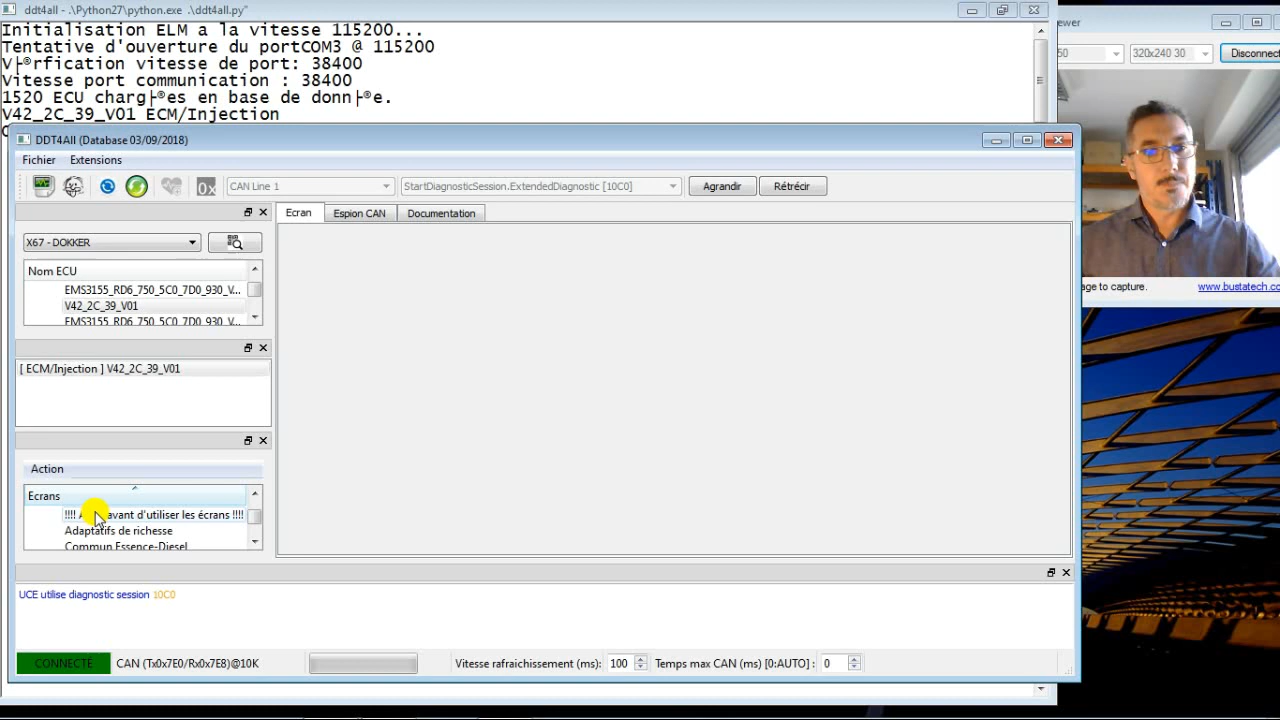 ddt4all - .\Python27\python.exe .\ddt4all.py"
Initialisation ELM a la vitesse 115200...
Tentative d'ouverture du portCOM3 @ 115200
V├®rfication vitesse de port: 38400
Vitesse port communication : 38400
1520 ECU charg├®es en base de donn├®e.
V42_2C_39_V01 ECM/Injection
DDT4All (Database 03/09/2018)
Fichier Extensions
0x CAN Line 1 StartDiagnosticSession.ExtendedDiagnostic [10C0] Agrandir Rétrécir
Ecran Espion CAN Documentation
X67 - DOKKER
Nom ECU
EMS3155_RD6_750_5C0_7D0_930_V...
V42_2C_39_V01
EMS3155_RD6_750_5C0_7D0_930_V...
[ ECM/Injection ] V42_2C_39_V01
Action
Ecrans
!!!! avant d'utiliser les écrans !!!!
Adaptatifs de richesse
Commun Essence-Diesel
UCE utilise diagnostic session 10C0
CONNECTÉ CAN (Tx0x7E0/Rx0x7E8)@10K Vitesse rafraichissement (ms): 100 Temps max CAN (ms) [0:AUTO] : 0
ewer
50 320x240 30 Disconnect
age to capture. www.bustatech.co